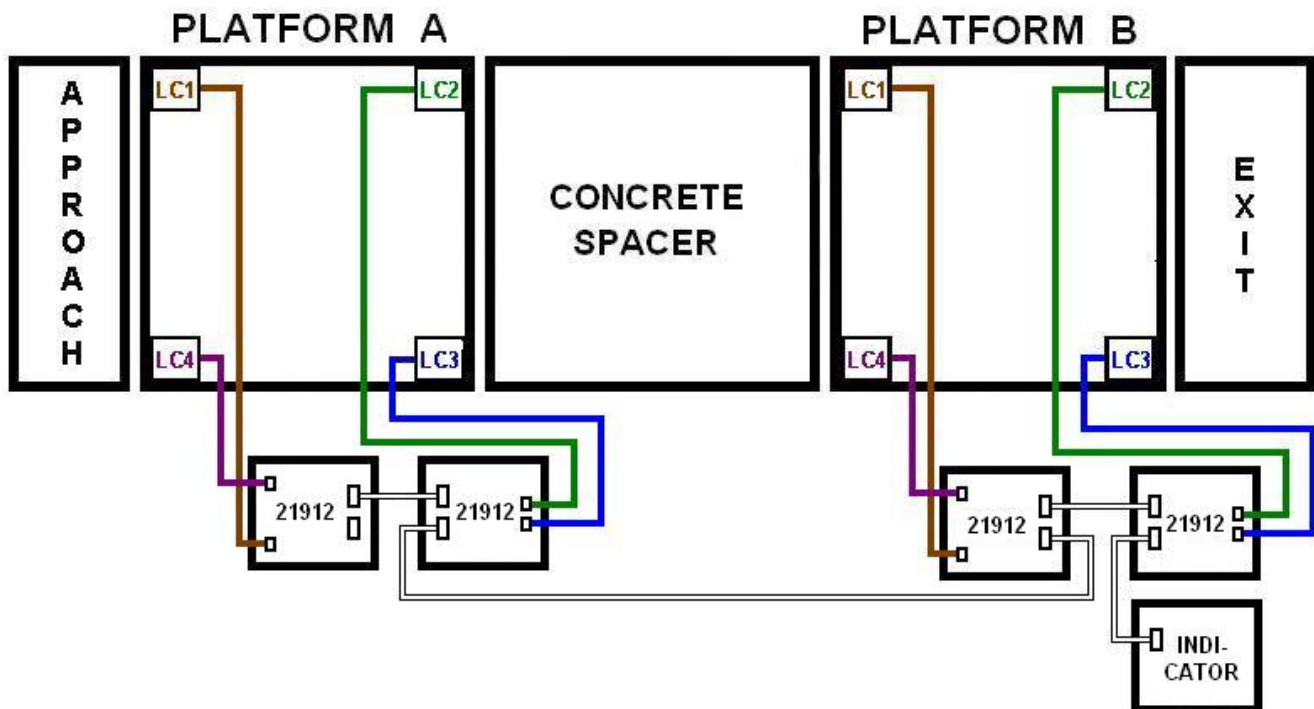 PLATFORM A
PLATFORM B
APPROACH
LC1
LC2
LC4
LC3
CONCRETE
SPACER
LC1
LC2
LC4
LC3
EXIT
21912
21912
21912
21912
INDI-
CATOR